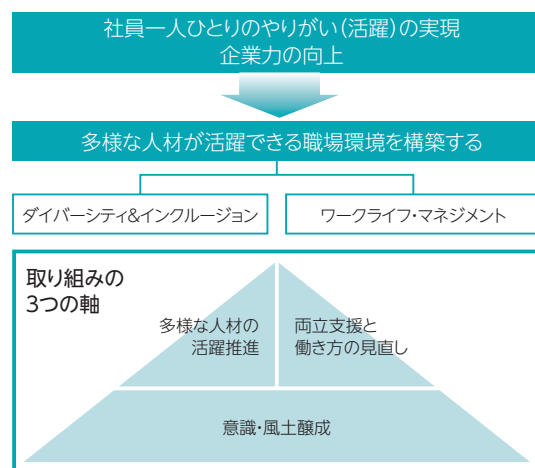 社員一人ひとりのやりがい(活躍)の実現
企業力の向上
多様な人材が活躍できる職場環境を構築する
ダイバーシティ&インクルージョン
ワークライフ・マネジメント
取り組みの
3つの軸
多様な人材の
活躍推進
両立支援と
働き方の見直し
意識・風土醸成